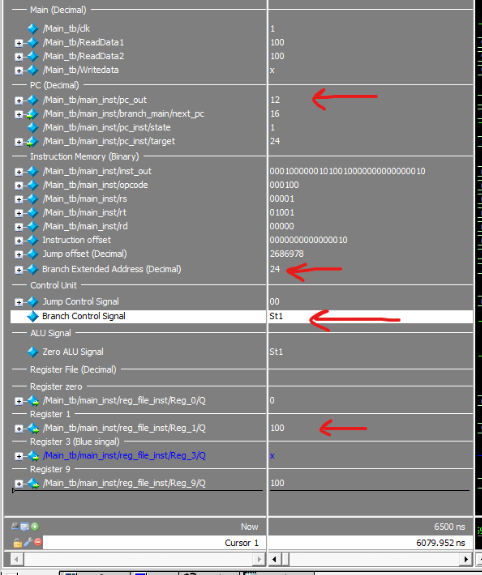 Main (Decimal)
/Main_tb/clk 1
/Main_tb/ReadData1 100
/Main_tb/ReadData2 100
/Main_tb/Writedata x
PC (Decimal)
/Main_tb/main_inst/pc_out 12
/Main_tb/main_inst/branch_main/next_pc 16
/Main_tb/main_inst/pc_inst/state 1
/Main_tb/main_inst/pc_inst/target 24
Instruction Memory (Binary)
/Main_tb/main_inst/inst_out 00010000001010010000000000000010
/Main_tb/main_inst/opcode 000100
/Main_tb/main_inst/rs 00001
/Main_tb/main_inst/rt 01001
/Main_tb/main_inst/rd 00000
Instruction offset 0000000000000010
Jump offset (Decimal) 2686978
Branch Extended Address (Decimal) 24
Control Unit
Jump Control Signal 00
Branch Control Signal St1
ALU Signal
Zero ALU Signal St1
Register File (Decimal)
Register zero
/Main_tb/main_inst/reg_file_inst/Reg_0/Q 0
Register 1
/Main_tb/main_inst/reg_file_inst/Reg_1/Q 100
Register 3 (Blue singal)
/Main_tb/main_inst/reg_file_inst/Reg_3/Q x
Register 9
/Main_tb/main_inst/reg_file_inst/Reg_9/Q 100
Now 6500 ns
Cursor 1 6079.952 ns